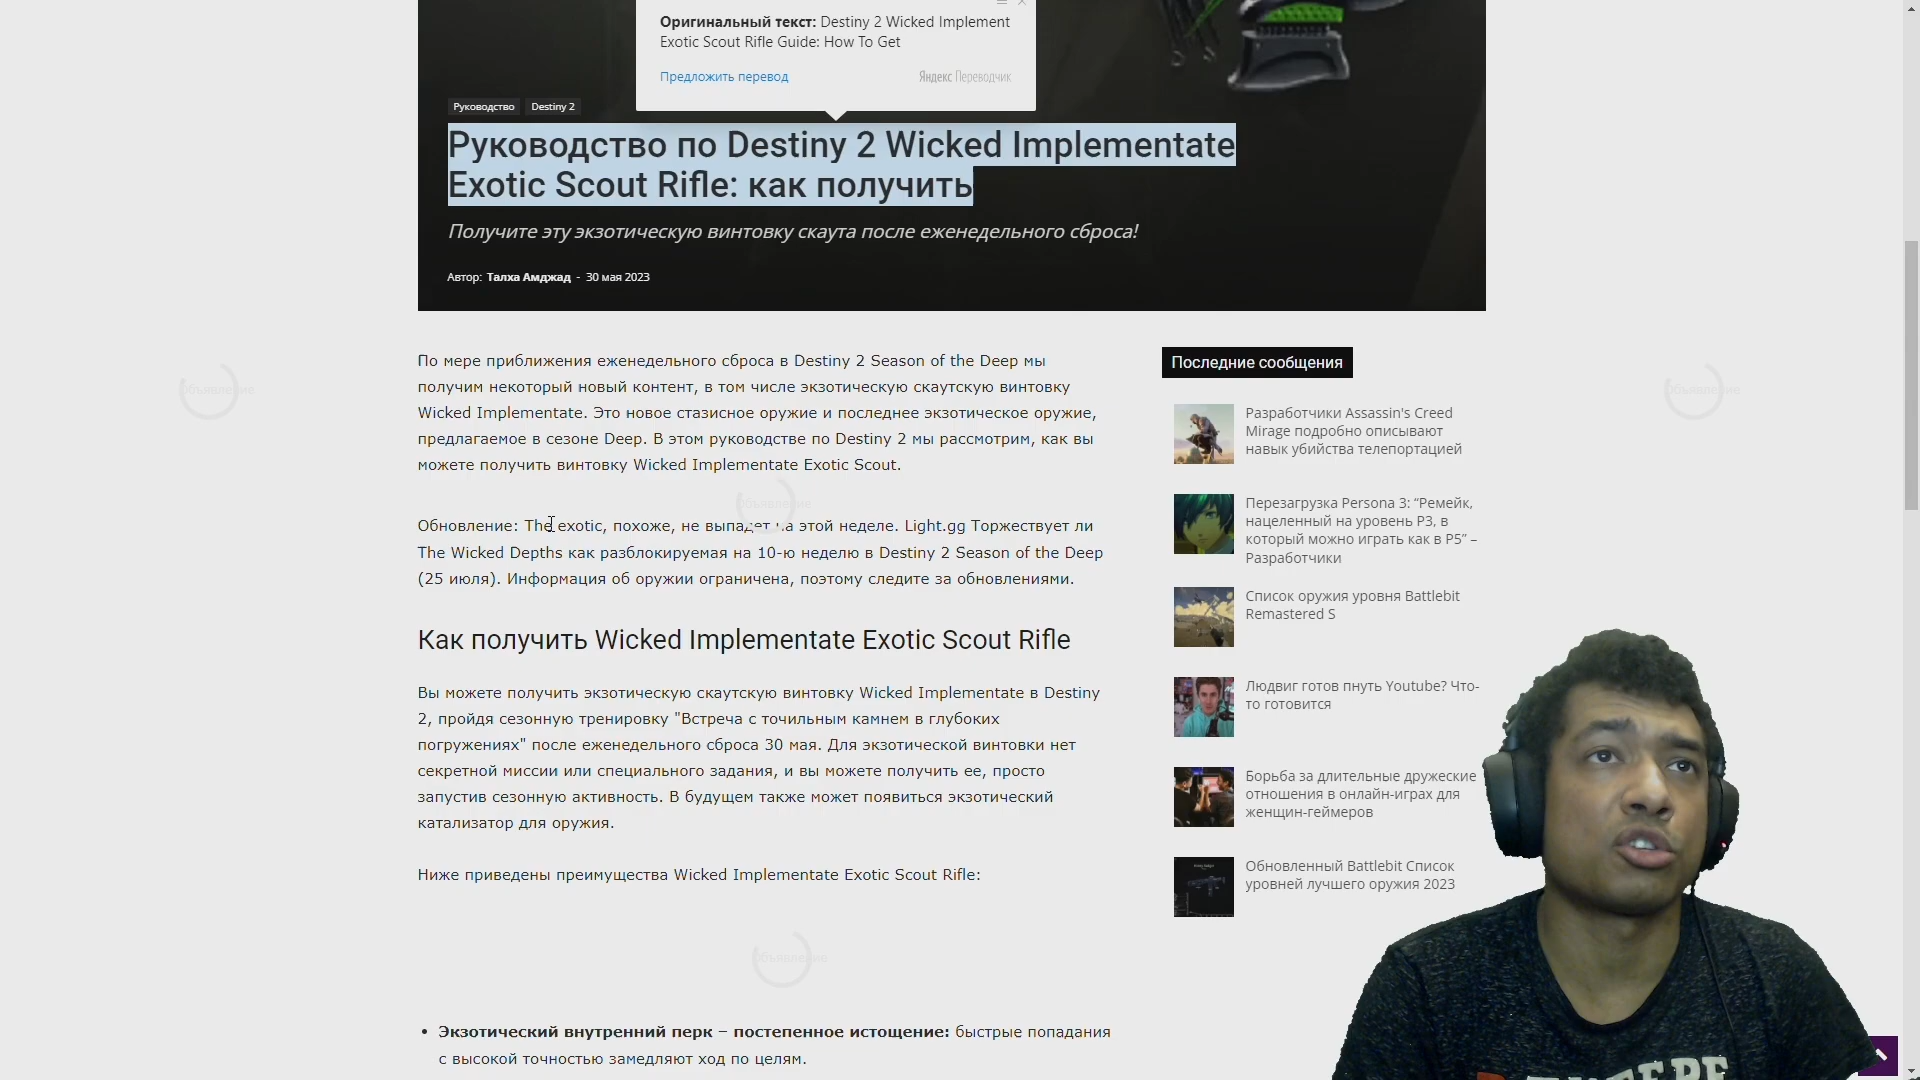 Оригинальный текст: Destiny 2 Wicked Implement
Exotic Scout Rifle Guide: How To Get
Предложить перевод
Яндекс Переводчик
Руководство
Destiny 2
Руководство по Destiny 2 Wicked Implementate
Exotic Scout Rifle: как получить
Получите эту экзотическую винтовку скаута после еженедельного сброса!
Автор: Талха Амджад - 30 мая 2023
По мере приближения еженедельного сброса в Destiny 2 Season of the Deep мы
получим некоторый новый контент, в том числе экзотическую скаутскую винтовку
Wicked Implementate. Это новое стазисное оружие и последнее экзотическое оружие,
предлагаемое в сезоне Deep. В этом руководстве по Destiny 2 мы рассмотрим, как вы
можете получить винтовку Wicked Implementate Exotic Scout.
Объявление
Объявление
Объявление
Обновление: The exotic, похоже, не выпадет на этой неделе. Light.gg Торжествует ли
The Wicked Depths как разблокируемая на 10-ю неделю в Destiny 2 Season of the Deep
(25 июля). Информация об оружии ограничена, поэтому следите за обновлениями.
Как получить Wicked Implementate Exotic Scout Rifle
Вы можете получить экзотическую скаутскую винтовку Wicked Implementate в Destiny
2, пройдя сезонную тренировку "Встреча с точильным камнем в глубоких
погружениях" после еженедельного сброса 30 мая. Для экзотической винтовки нет
секретной миссии или специального задания, и вы можете получить ее, просто
запустив сезонную активность. В будущем также может появиться экзотический
катализатор для оружия.
Ниже приведены преимущества Wicked Implementate Exotic Scout Rifle:
Объявление
• Экзотический внутренний перк – постепенное истощение: быстрые попадания
с высокой точностью замедляют ход по целям.
Последние сообщения
Разработчики Assassin's Creed
Mirage подробно описывают
навык убийства телепортацией
Перезагрузка Persona 3: “Ремейк,
нацеленный на уровень P3, в
который можно играть как в P5” –
Разработчики
Список оружия уровня Battlebit
Remastered S
Людвиг готов пнуть Youtube? Что-
то готовится
Борьба за длительные дружеские
отношения в онлайн-играх для
женщин-геймеров
Обновленный Battlebit Список
уровней лучшего оружия 2023